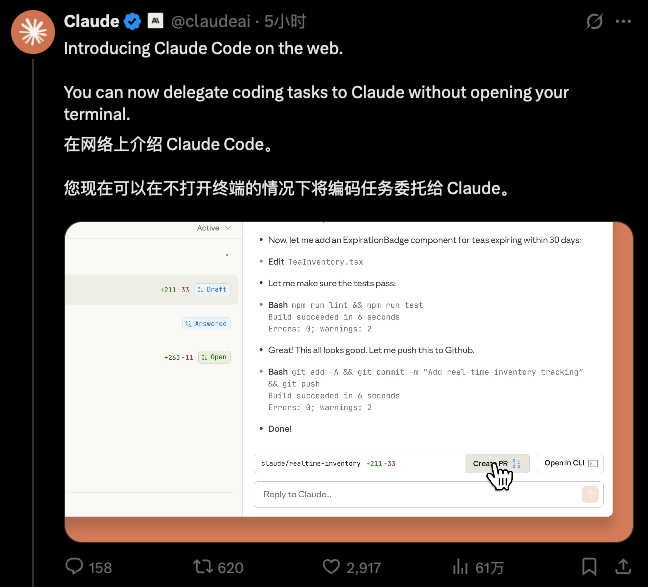 Claude @claudeai · 5小时
Introducing Claude Code on the web.
You can now delegate coding tasks to Claude without opening your
terminal.
在网络上介绍 Claude Code。
您现在可以在不打开终端的情况下将编码任务委托给 Claude。
Active
+211 -33 Draft
Answered
+263 -11 Open
• Now, let me add an ExpirationBadge component for teas expiring within 30 days:
• Edit TeaInventory.tsx
• Let me make sure the tests pass:
• Bash npm run lint && npm run test
Build succeeded in 6 seconds
Errors: 0; warnings: 2
• Great! This all looks good. Let me push this to Github.
• Bash git add -A && git commit -m "Add real-time inventory tracking"
&& git push
Build succeeded in 6 seconds
Errors: 0; warnings: 2
• Done!
claude/realtime-inventory +211 -33 Create PR Open in CLI
Reply to Claude...
158 620 2,917 61万